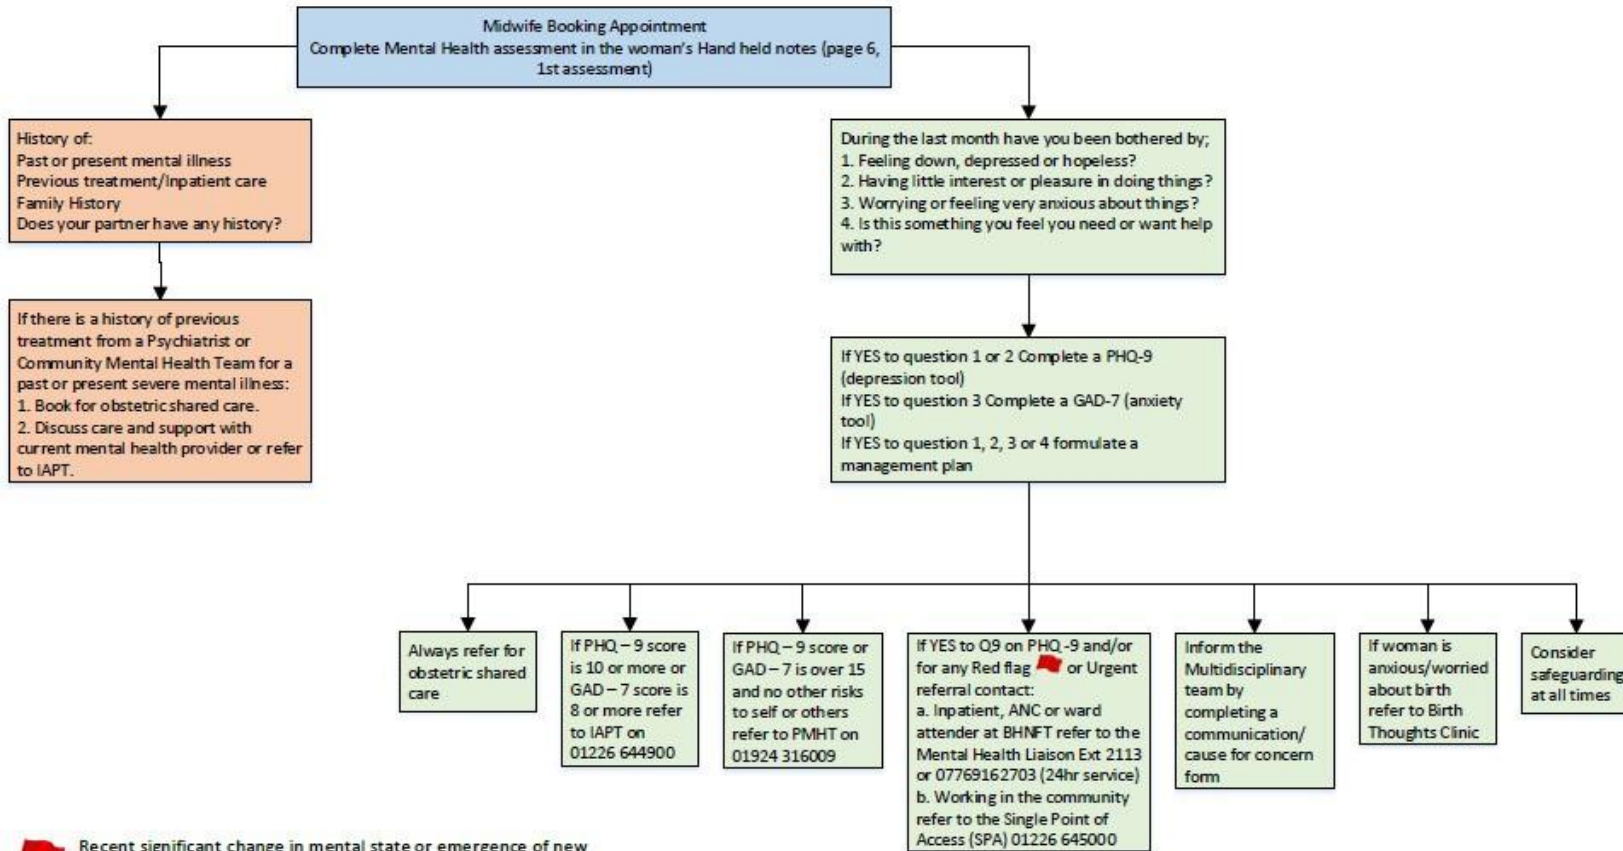 Midwife Booking Appointment
Complete Mental Health assessment in the woman's Hand held notes (page 6,
1st assessment)
History of:
Past or present mental illness
Previous treatment/Inpatient care
Family History
Does your partner have any history?
During the last month have you been bothered by;
1. Feeling down, depressed or hopeless?
2. Having little interest or pleasure in doing things?
3. Worrying or feeling very anxious about things?
4. Is this something you feel you need or want help
with?
If there is a history of previous
treatment from a Psychiatrist or
Community Mental Health Team for a
past or present severe mental illness:
1. Book for obstetric shared care.
2. Discuss care and support with
current mental health provider or refer
to IAPT.
If YES to question 1 or 2 Complete a PHQ-9
(depression tool)
If YES to question 3 Complete a GAD-7 (anxiety
tool)
If YES to question 1, 2, 3 or 4 formulate a
management plan
Always refer for
obstetric shared
care
If PHQ – 9 score
is 10 or more or
GAD – 7 score is
8 or more refer
to IAPT on
01226 644900
If PHQ – 9 score or
GAD – 7 is over 15
and no other risks
to self or others
refer to PMHT on
01924 316009
If YES to Q9 on PHQ -9 and/or
for any Red flag or Urgent
referral contact:
a. Inpatient, ANC or ward
attender at BHNFT refer to the
Mental Health Liaison Ext 2113
or 07769162703 (24hr service)
b. Working in the community
refer to the Single Point of
Access (SPA) 01226 645000
Inform the
Multidisciplinary
team by
completing a
communication/
cause for concern
form
If woman is
anxious/worried
about birth
refer to Birth
Thoughts Clinic
Consider
safeguarding
at all times
Recent significant change in mental state or emergence of new